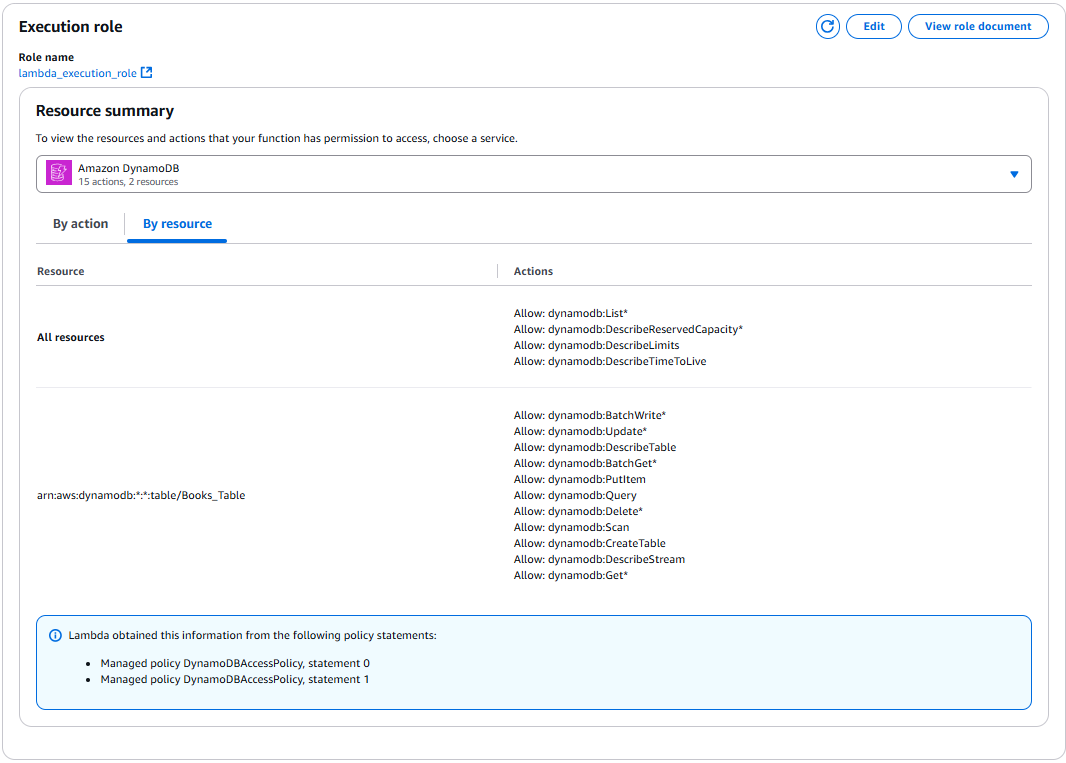 Execution role
Edit
View role document
Role name
lambda_execution_role
Resource summary
To view the resources and actions that your function has permission to access, choose a service.
Amazon DynamoDB
15 actions, 2 resources
By action
By resource
Resource
Actions
All resources
Allow: dynamodb:List*
Allow: dynamodb:DescribeReservedCapacity*
Allow: dynamodb:DescribeLimits
Allow: dynamodb:DescribeTimeToLive
arn:aws:dynamodb:*:*:table/Books_Table
Allow: dynamodb:BatchWrite*
Allow: dynamodb:Update*
Allow: dynamodb:DescribeTable
Allow: dynamodb:BatchGet*
Allow: dynamodb:PutItem
Allow: dynamodb:Query
Allow: dynamodb:Delete*
Allow: dynamodb:Scan
Allow: dynamodb:CreateTable
Allow: dynamodb:DescribeStream
Allow: dynamodb:Get*
Lambda obtained this information from the following policy statements:
• Managed policy DynamoDBAccessPolicy, statement 0
• Managed policy DynamoDBAccessPolicy, statement 1